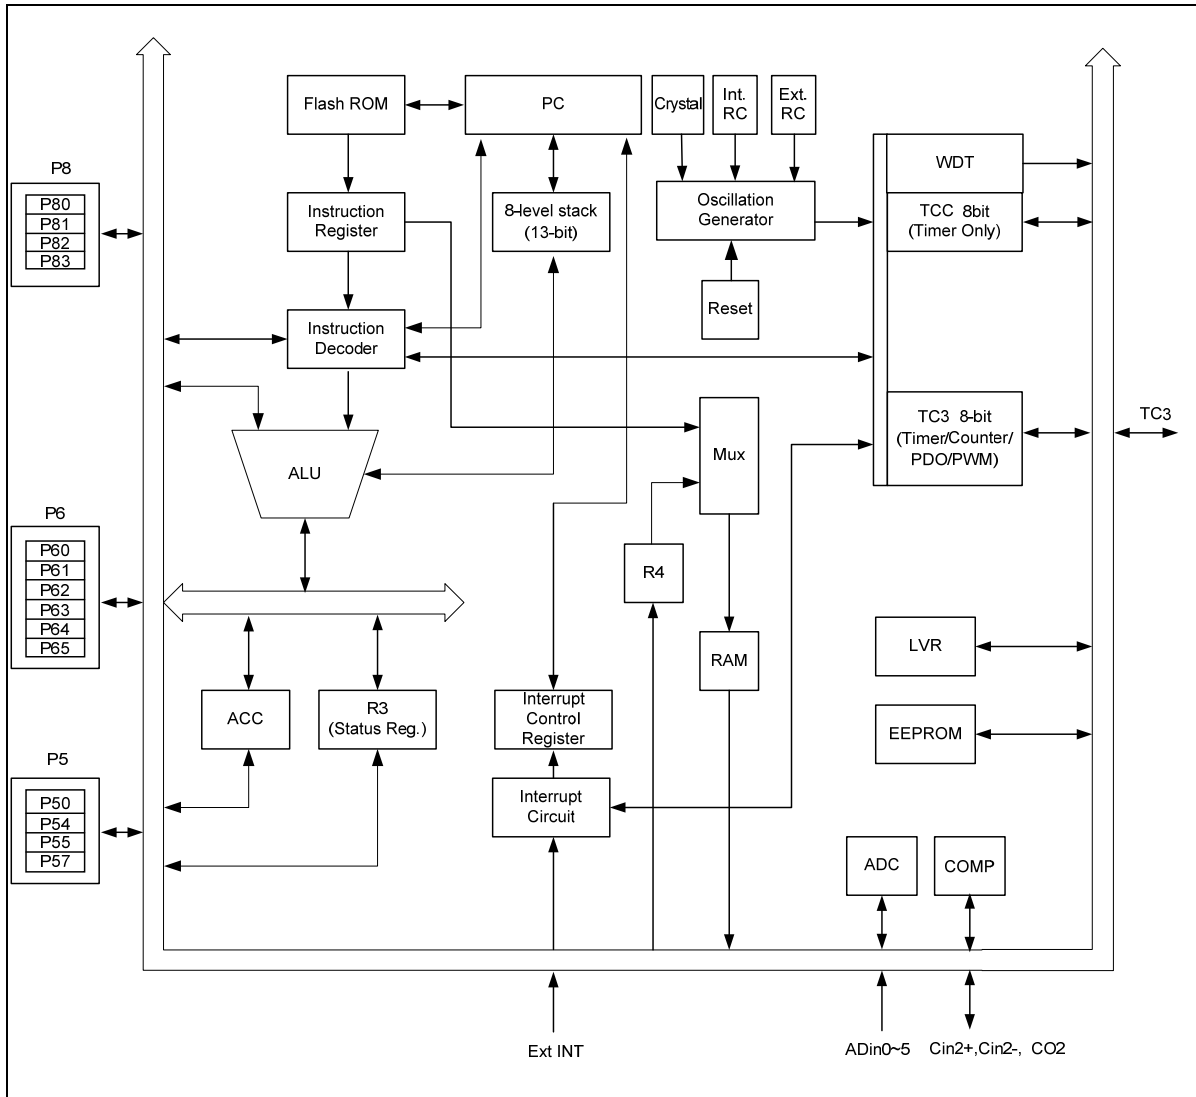 Flash ROM
PC
Crystal
Int.
RC
Ext.
RC
P8
P80
P81
P82
P83
Instruction
Register
8-level stack
(13-bit)
Oscillation
Generator
WDT
TCC 8bit
(Timer Only)
Reset
Instruction
Decoder
ALU
Mux
TC3 8-bit
(Timer/Counter/
PDO/PWM)
TC3
P6
P60
P61
P62
P63
P64
P65
R4
RAM
LVR
ACC
R3
(Status Reg.)
Interrupt
Control
Register
EEPROM
P5
P50
P54
P55
P57
Interrupt
Circuit
ADC
COMP
Ext INT
ADin0~5
Cin2+,Cin2-, CO2